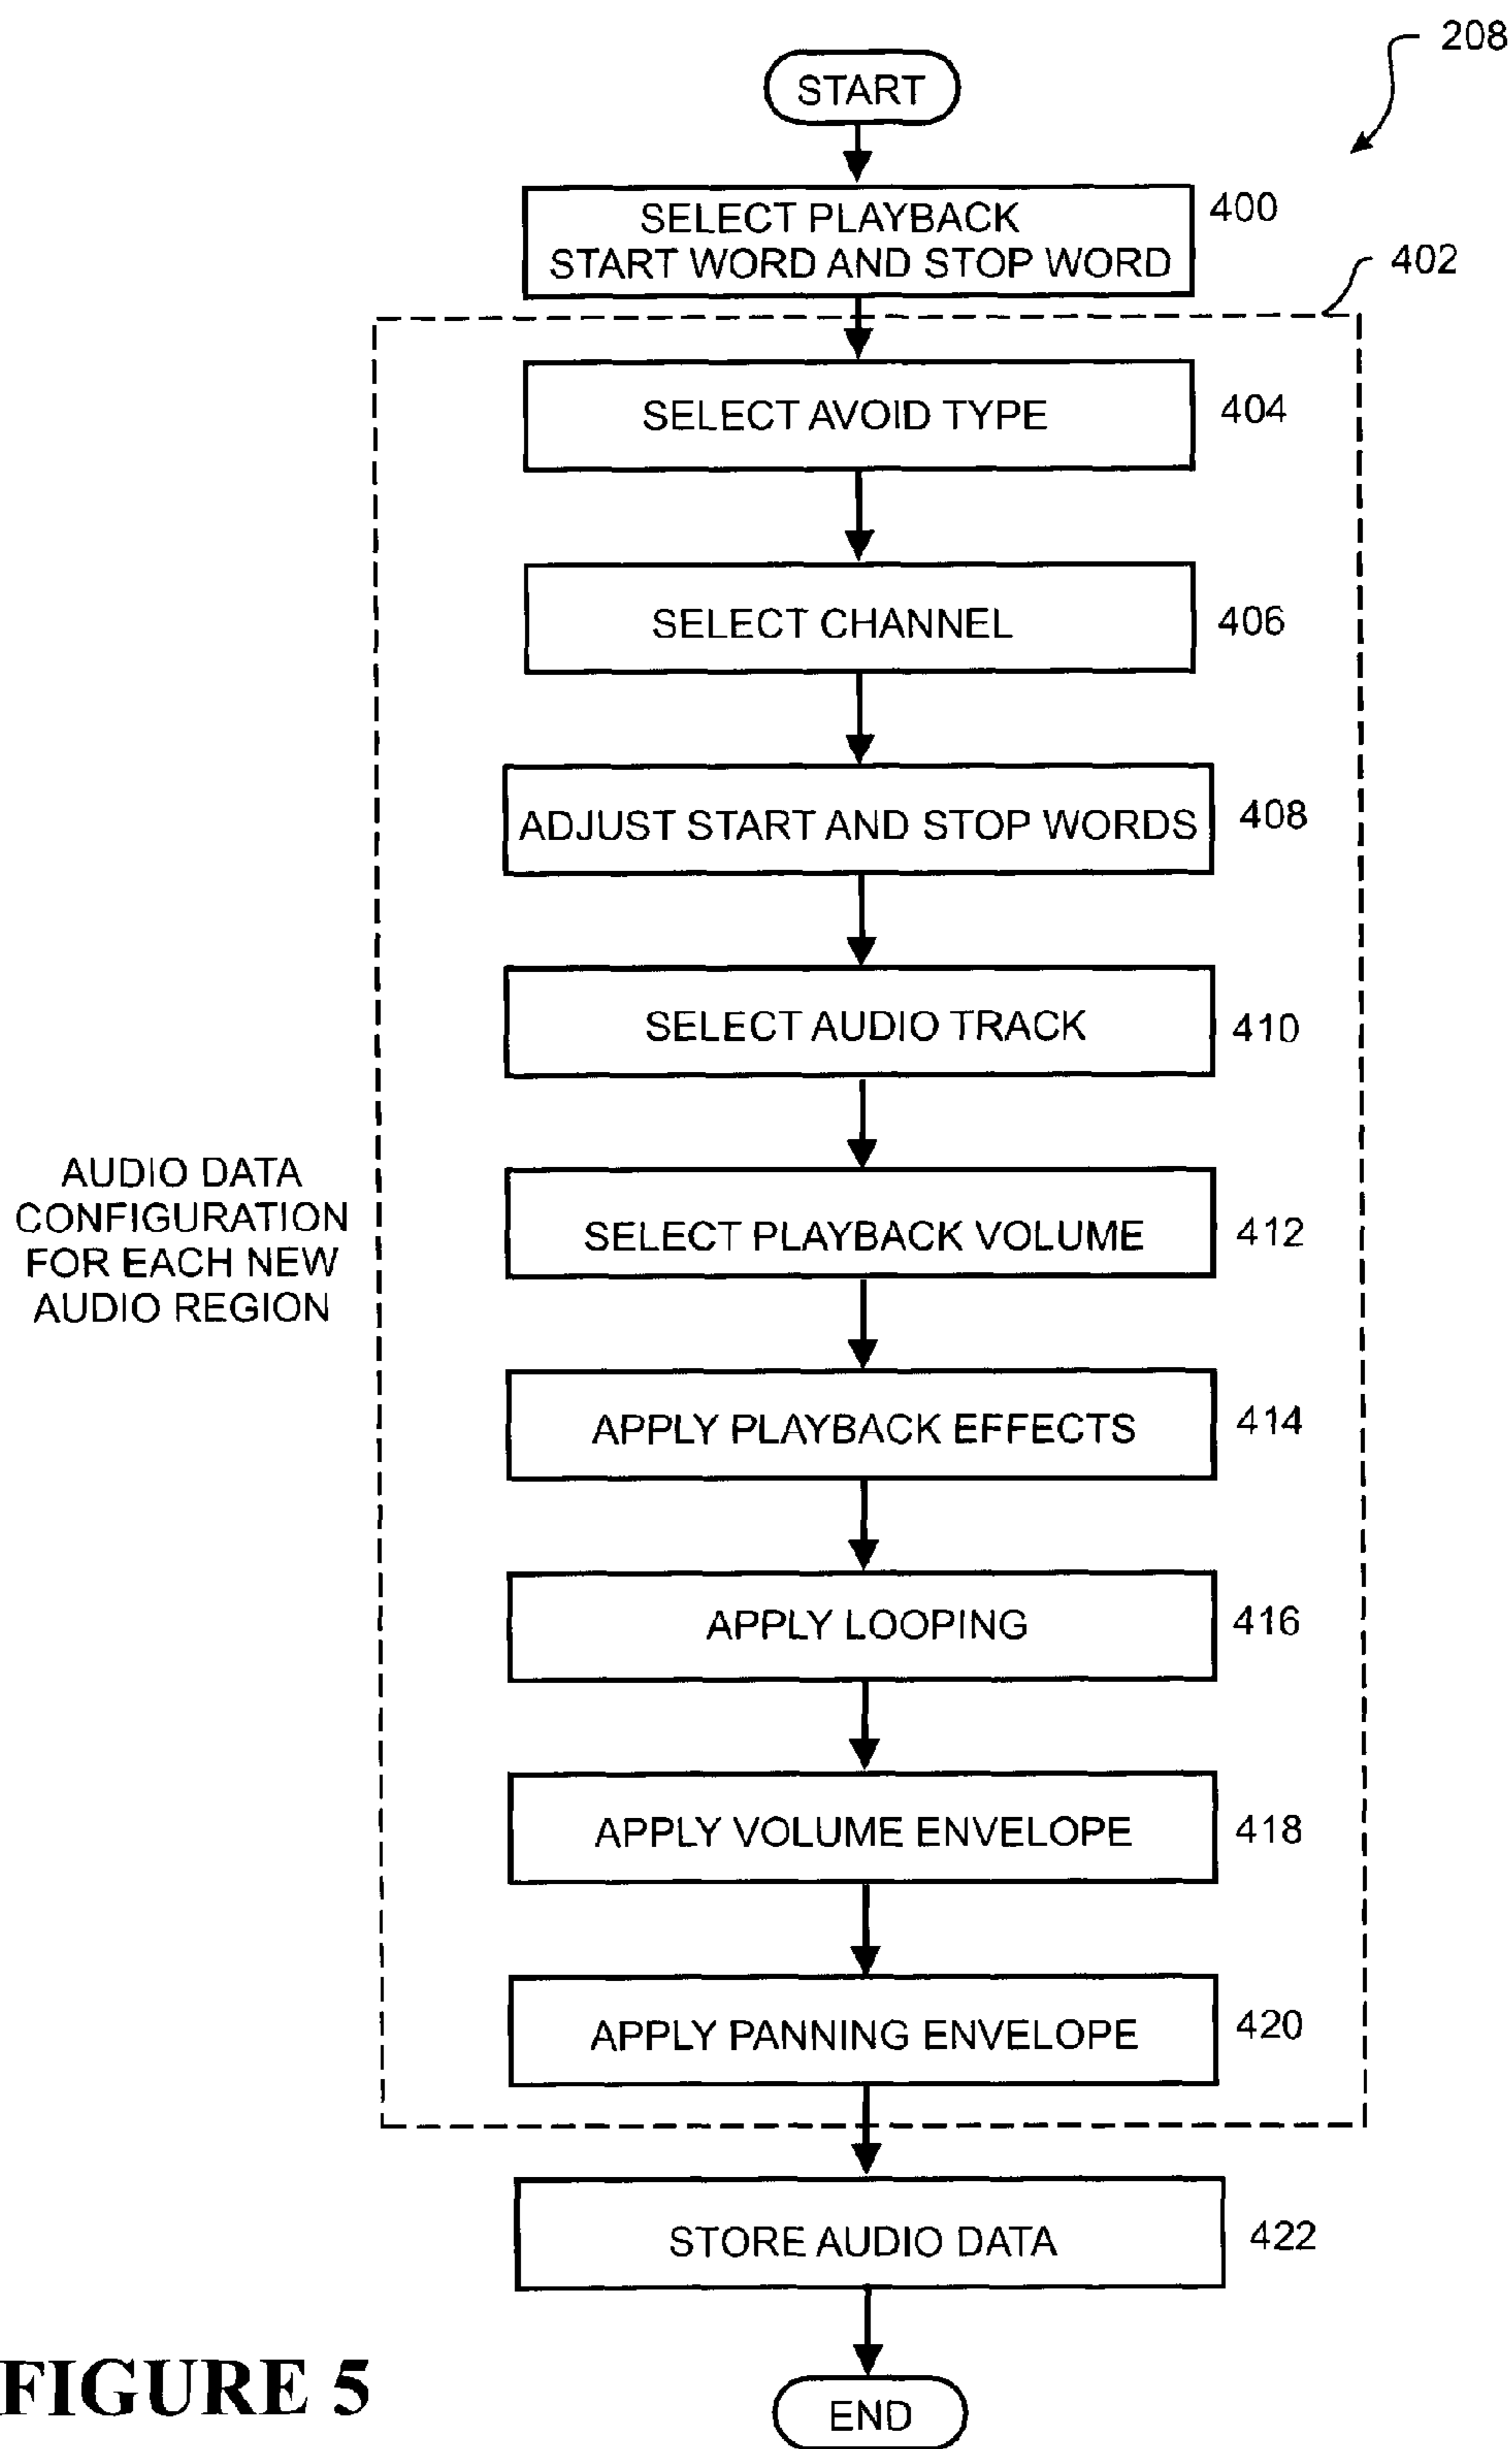 208
START
SELECT PLAYBACK
START WORD AND STOP WORD
400
402
SELECT AVOID TYPE
404
SELECT CHANNEL
406
ADJUST START AND STOP WORDS
408
SELECT AUDIO TRACK
410
AUDIO DATA
CONFIGURATION
FOR EACH NEW
AUDIO REGION
SELECT PLAYBACK VOLUME
412
APPLY PLAYBACK EFFECTS
414
APPLY LOOPING
416
APPLY VOLUME ENVELOPE
418
APPLY PANNING ENVELOPE
420
STORE AUDIO DATA
422
END
FIGURE 5